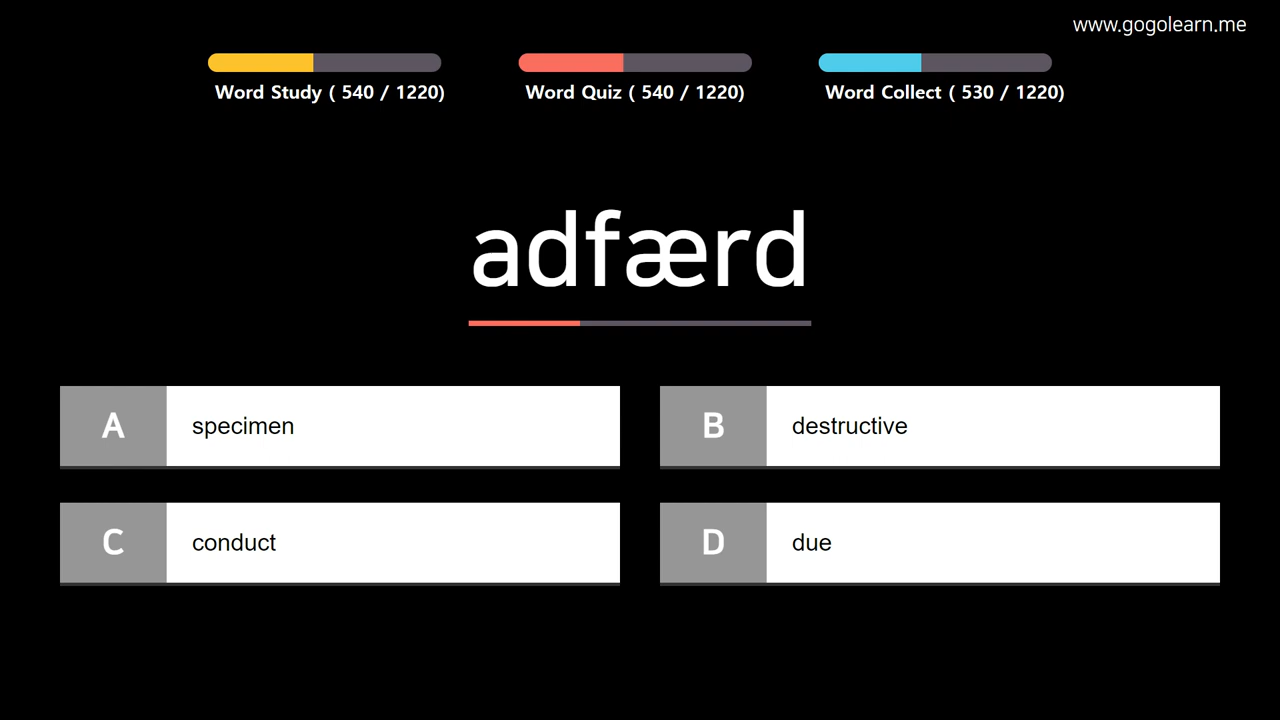 www.gogolearn.me
Word Study ( 540 / 1220)
Word Quiz ( 540 / 1220)
Word Collect ( 530 / 1220)
adfærd
A
specimen
B
destructive
C
conduct
D
due